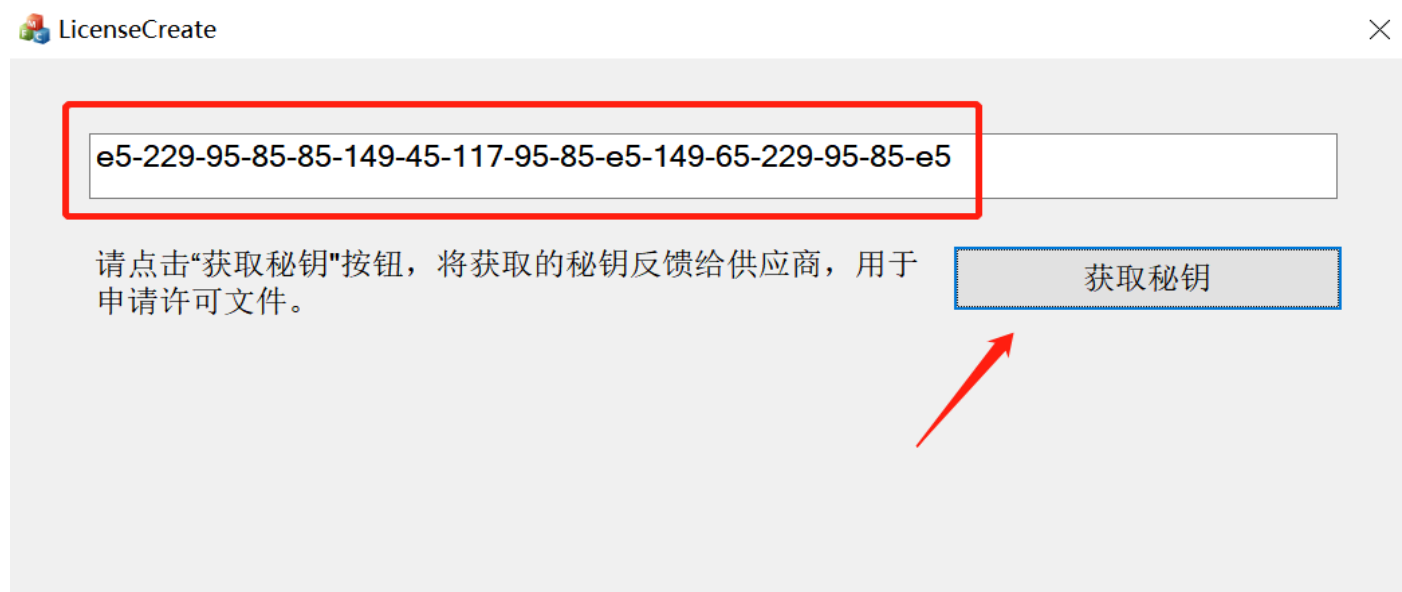 LicenseCreate
e5-229-95-85-85-149-45-117-95-85-e5-149-65-229-95-85-e5
请点击“获取秘钥"按钮，将获取的秘钥反馈给供应商，用于
申请许可文件。
获取秘钥